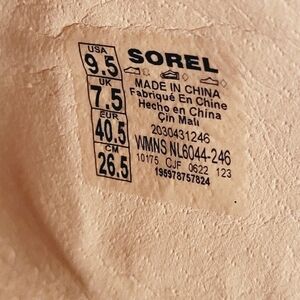 USA
9.5
UK
7.5
EUR
40.5
CM
26.5
SOREL
MADE IN CHINA
Fabriqué En Chine
Hecho en China
Çin Mali
2030431246
WMNS NL6044-246
10175 CJF 0622 123
195978757824